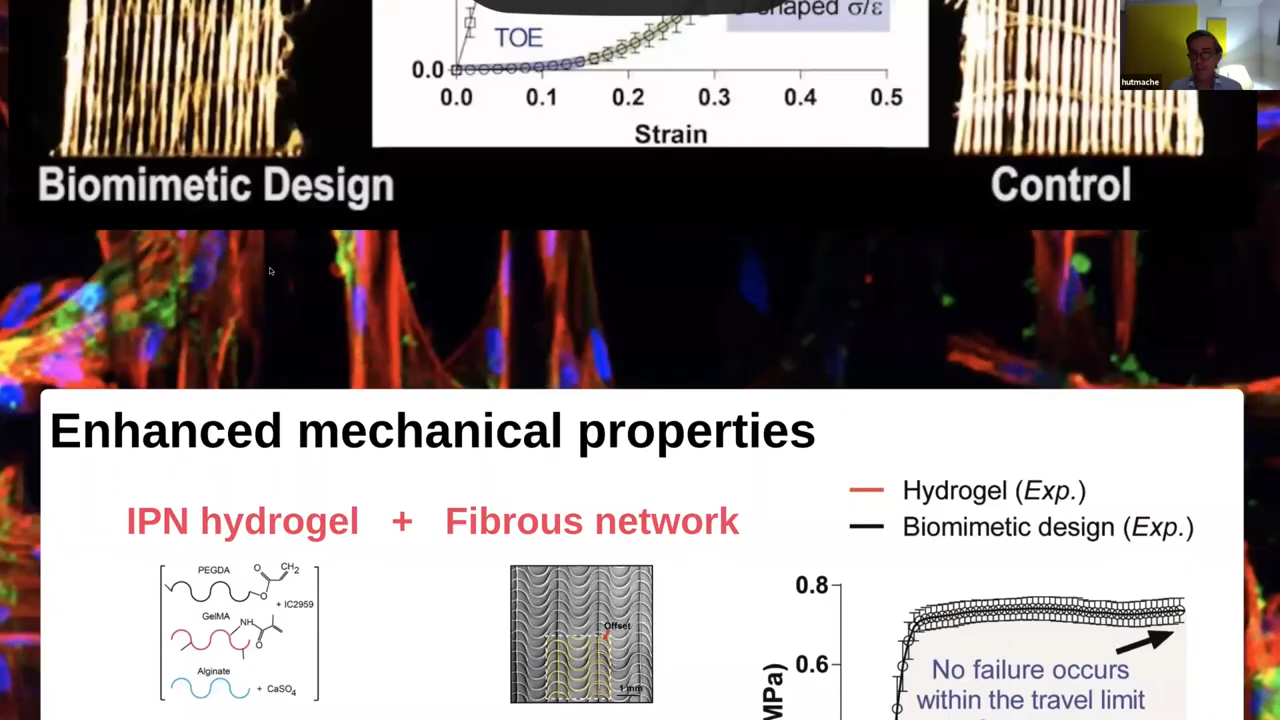 shaped σ/ε
TOE
0.0
0.0 0.1 0.2 0.3 0.4 0.5
Strain
hutmache
Biomimetic Design
Control
Enhanced mechanical properties
IPN hydrogel + Fibrous network
Hydrogel (Exp.)
Biomimetic design (Exp.)
PEGDA
O
CH2
O
+ IC2959
GelMA
NH
O
Alginate
+ CaSO4
Offset
1 mm
0.8
0.6
MPa)
No failure occurs
within the travel limit